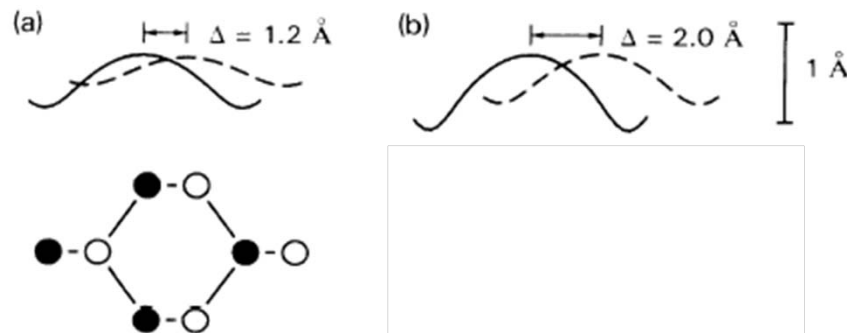 (a)
Δ = 1.2 Å
(b)
Δ = 2.0 Å
1 Å